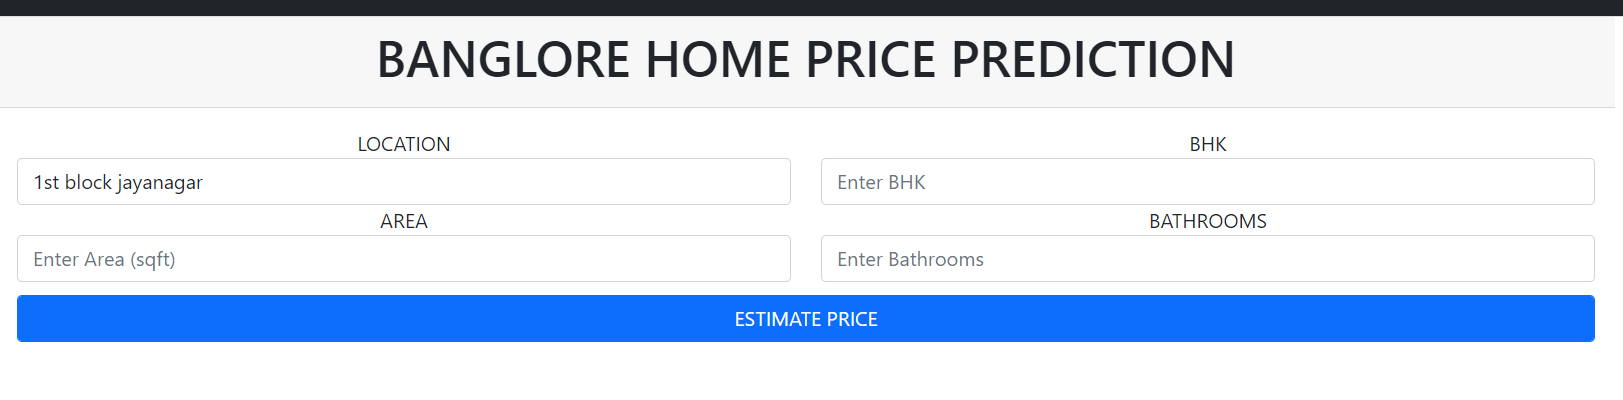 BANGLORE HOME PRICE PREDICTION
LOCATION
1st block jayanagar
BHK
Enter BHK
AREA
Enter Area (sqft)
BATHROOMS
Enter Bathrooms
ESTIMATE PRICE